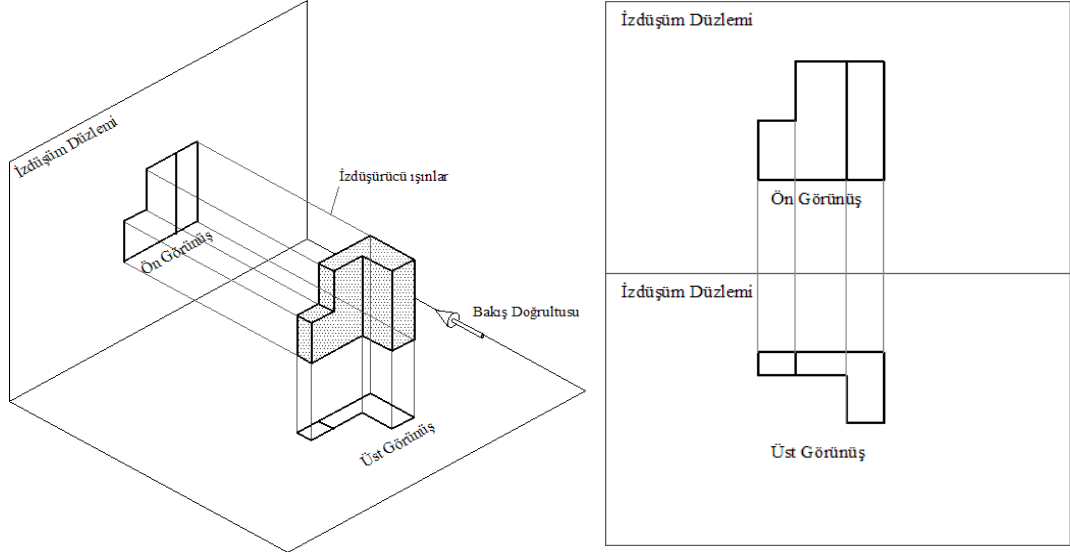 İzdüşüm Düzlemi
İzdüşürücü ışınlar
Ön Görünüş
Bakış Doğrultusu
Üst Görünüş
İzdüşüm Düzlemi
Ön Görünüş
İzdüşüm Düzlemi
Üst Görünüş